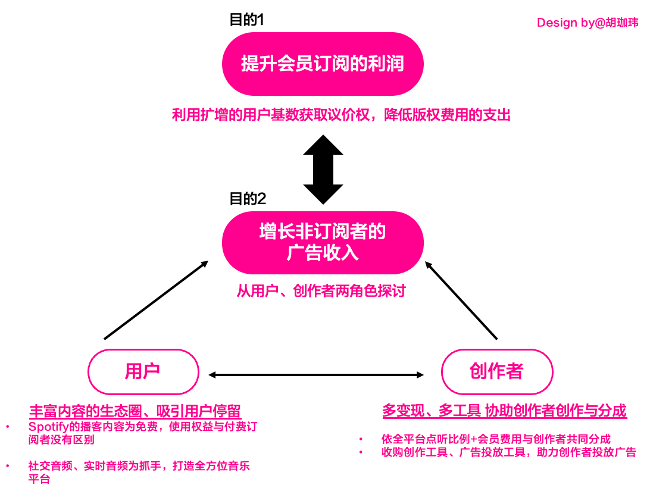 目的1
Design by@胡珈玮
提升会员订阅的利润
利用扩增的用户基数获取议价权，降低版权费用的支出
目的2
增长非订阅者的
广告收入
从用户、创作者两角色探讨
用户
创作者
丰富内容的生态圈、吸引用户停留
• Spotify的播客内容为免费，使用权益与付费订
阅者没有区别
• 社交音频、实时音频为抓手，打造全方位音乐
平台
多变现、多工具 协助创作者创作与分成
• 依全平台点听比例+会员费用与创作者共同分成
• 收购创作工具、广告投放工具，助力创作者投放广告